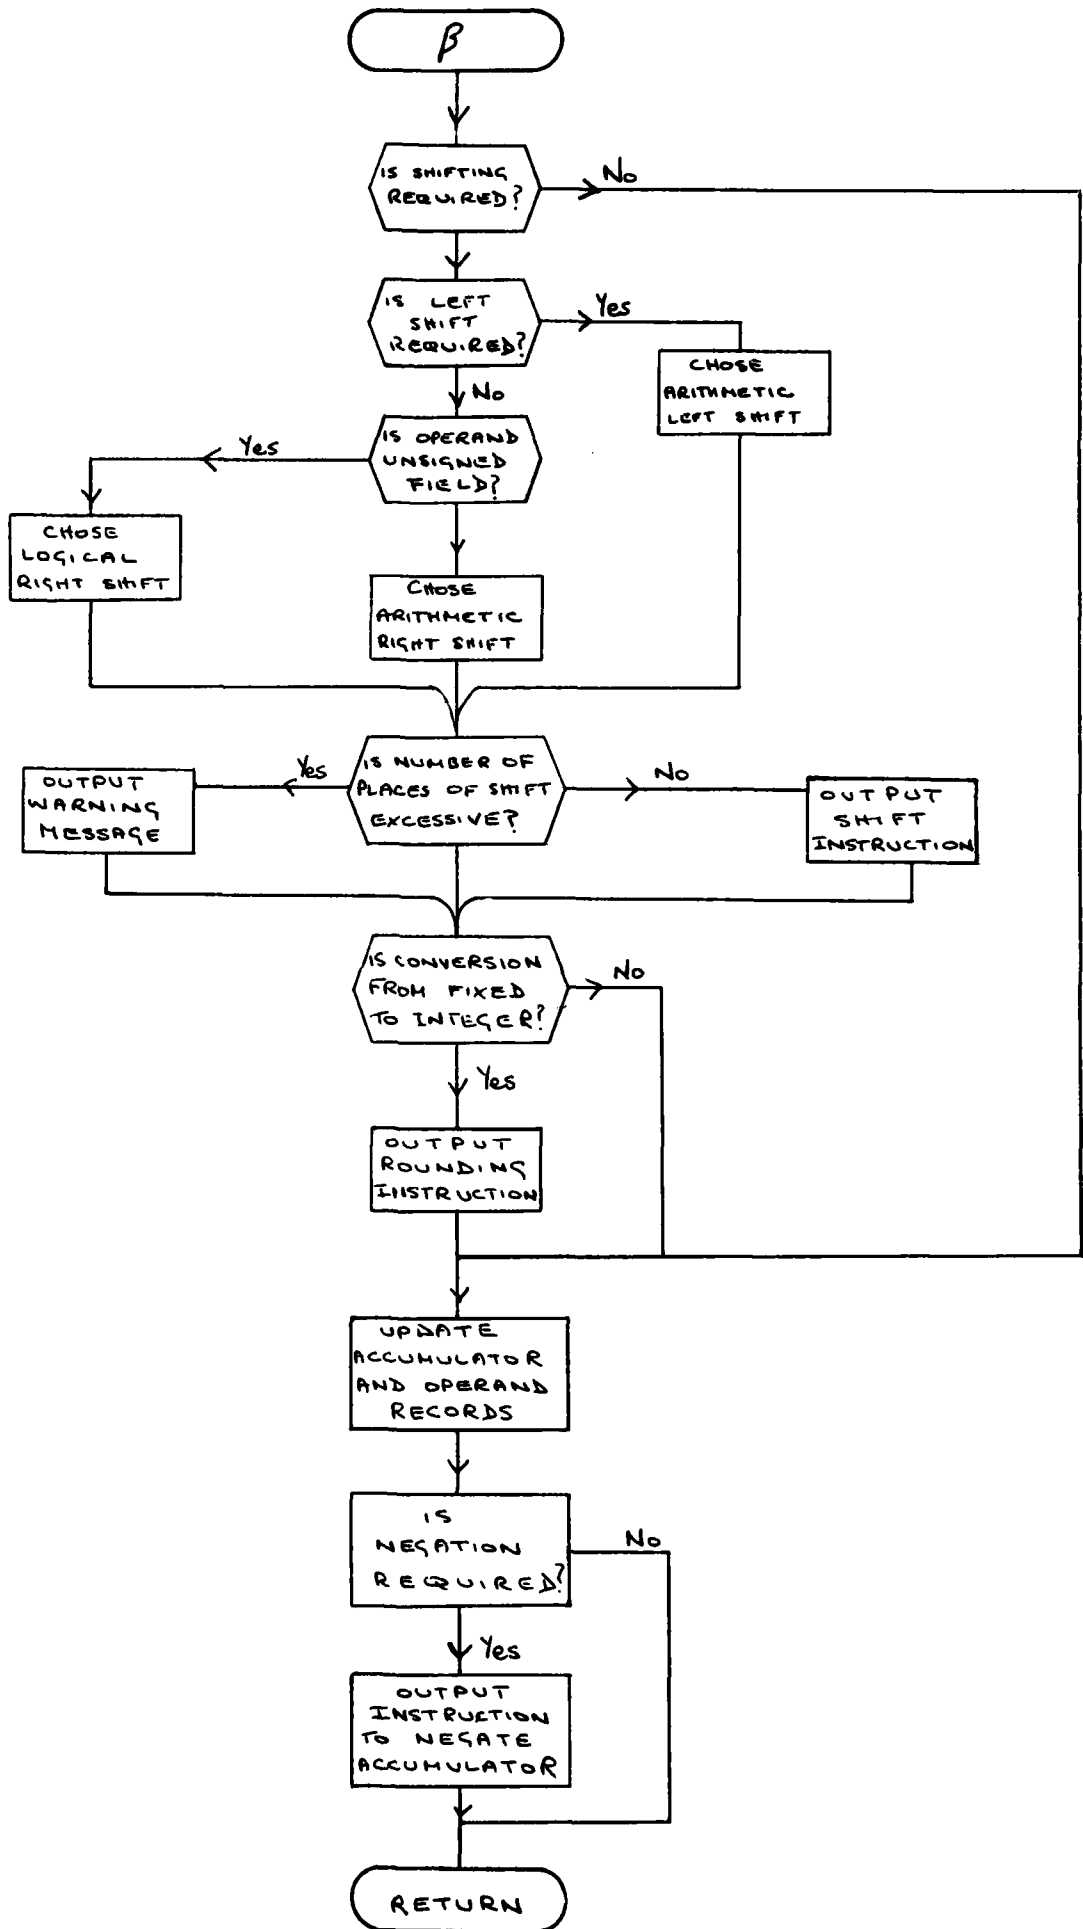 β
IS SHIFTING
REQUIRED?
No
IS LEFT
SHIFT
REQUIRED?
Yes
CHOSE
ARITHMETIC
LEFT SHIFT
No
IS OPERAND
UNSIGNED
FIELD?
Yes
CHOSE
LOGICAL
RIGHT SHIFT
CHOSE
ARITHMETIC
RIGHT SHIFT
IS NUMBER OF
PLACES OF SHIFT
EXCESSIVE?
Yes
OUTPUT
WARNING
MESSAGE
No
OUTPUT
SHIFT
INSTRUCTION
IS CONVERSION
FROM FIXED
TO INTEGER?
No
Yes
OUTPUT
ROUNDING
INSTRUCTION
UPDATE
ACCUMULATOR
AND OPERAND
RECORDS
IS
NEGATION
REQUIRED?
No
Yes
OUTPUT
INSTRUCTION
TO NEGATE
ACCUMULATOR
RETURN